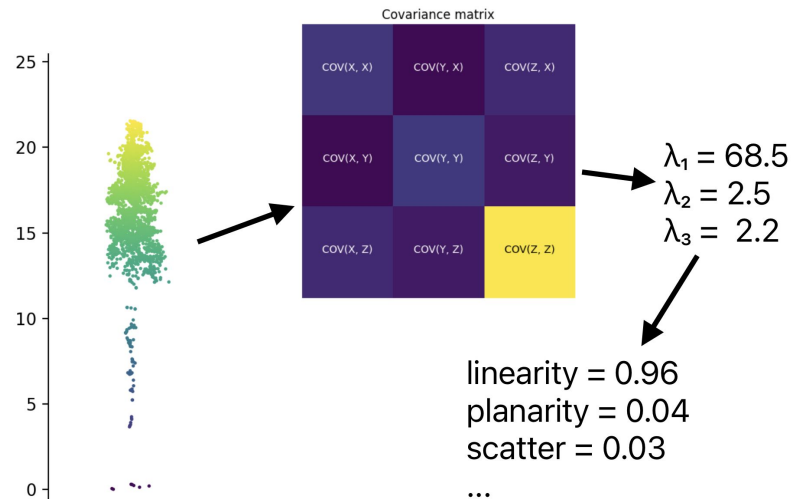 Covariance matrix
25
20
15
10
5
0
COV(X, X) COV(Y, X) COV(Z, X)
COV(X, Y) COV(Y, Y) COV(Z, Y)
COV(X, Z) COV(Y, Z) COV(Z, Z)
λ₁ = 68.5
λ₂ = 2.5
λ₃ = 2.2
linearity = 0.96
planarity = 0.04
scatter = 0.03
...